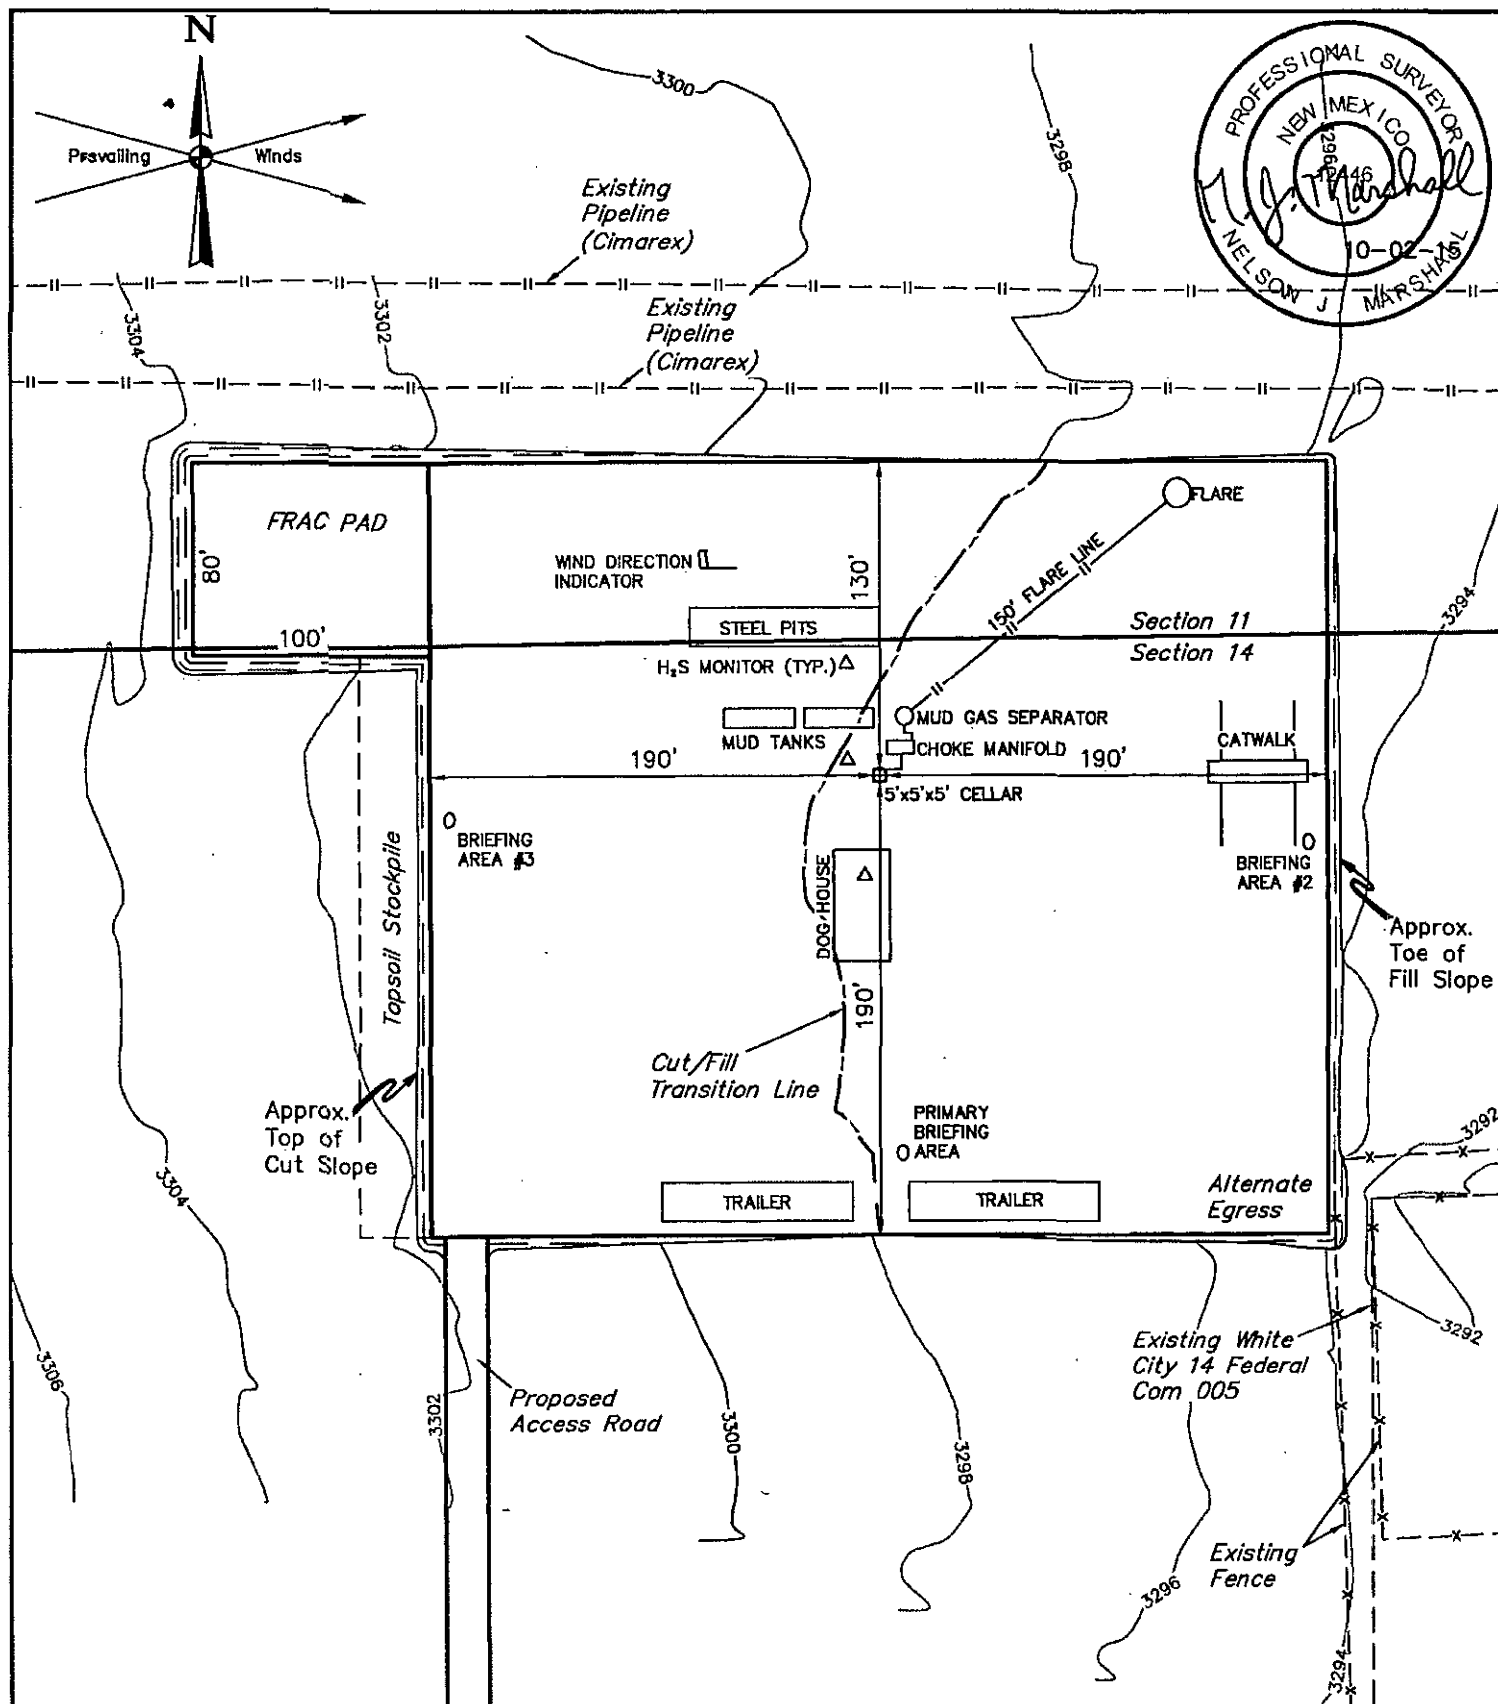 N
Prevailing
Winds
3300
3298
PROFESSIONAL SURVEYOR
NEW MEXICO
3296
12446
N. J. Marshall
10-02-15
NELSON J MARSHALL
Existing
Pipeline
(Cimarex)
Existing
Pipeline
(Cimarex)
3304
3302
FRAC PAD
80'
100'
WIND DIRECTION
INDICATOR
130'
FLARE
150' FLARE LINE
STEEL PITS
Section 11
Section 14
3294
H₂S MONITOR (TYP.)
MUD GAS SEPARATOR
MUD TANKS
CHOKE MANIFOLD
CATWALK
190'
190'
5'x5'x5' CELLAR
BRIEFING
AREA #3
BRIEFING
AREA #2
Topsoil Stockpile
DOG HOUSE
Approx.
Toe of
Fill Slope
190'
Cut/Fill
Transition Line
Approx.
Top of
Cut Slope
PRIMARY
BRIEFING
AREA
3292
3304
TRAILER
TRAILER
Alternate
Egress
3306
3302
Proposed
Access Road
3300
3298
Existing White
City 14 Federal
Com 005
3292
Existing
Fence
3296
3294